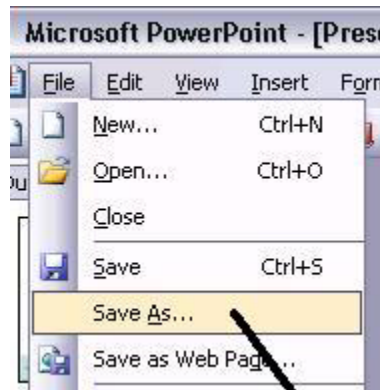 Microsoft PowerPoint - [Pres
File Edit View Insert Form
New... Ctrl+N
Open... Ctrl+O
Close
Save Ctrl+S
Save As...
Save as Web Page...